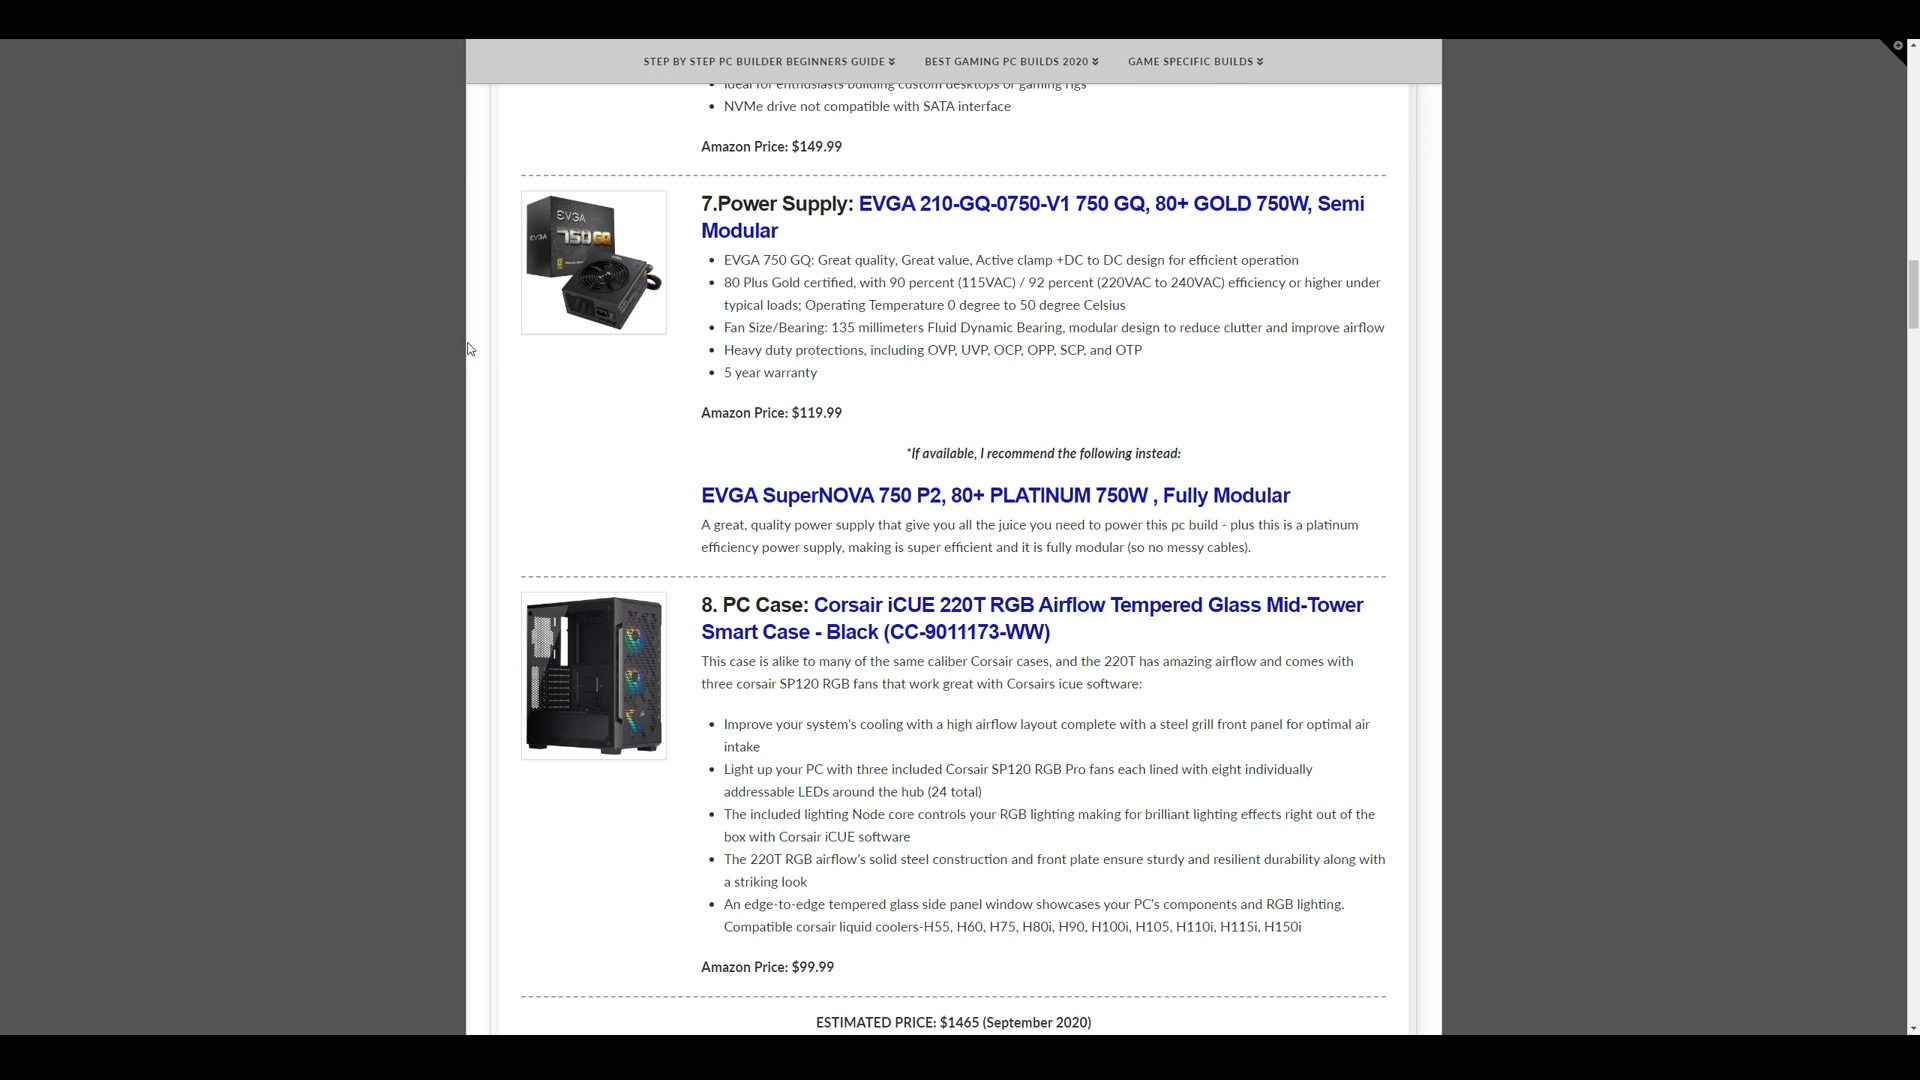 STEP BY STEP PC BUILDER BEGINNERS GUIDE
BEST GAMING PC BUILDS 2020
GAME SPECIFIC BUILDS
Ideal for enthusiasts building custom desktops or gaming rigs
NVMe drive not compatible with SATA interface
Amazon Price: $149.99
EVGA
EVGA
750 GQ
7.Power Supply: EVGA 210-GQ-0750-V1 750 GQ, 80+ GOLD 750W, Semi
Modular
EVGA 750 GQ: Great quality, Great value, Active clamp +DC to DC design for efficient operation
80 Plus Gold certified, with 90 percent (115VAC) / 92 percent (220VAC to 240VAC) efficiency or higher under
typical loads; Operating Temperature 0 degree to 50 degree Celsius
Fan Size/Bearing: 135 millimeters Fluid Dynamic Bearing, modular design to reduce clutter and improve airflow
Heavy duty protections, including OVP, UVP, OCP, OPP, SCP, and OTP
5 year warranty
Amazon Price: $119.99
*If available, I recommend the following instead:
EVGA SuperNOVA 750 P2, 80+ PLATINUM 750W , Fully Modular
A great, quality power supply that give you all the juice you need to power this pc build - plus this is a platinum
efficiency power supply, making is super efficient and it is fully modular (so no messy cables).
8. PC Case: Corsair iCUE 220T RGB Airflow Tempered Glass Mid-Tower
Smart Case - Black (CC-9011173-WW)
This case is alike to many of the same caliber Corsair cases, and the 220T has amazing airflow and comes with
three corsair SP120 RGB fans that work great with Corsairs icue software:
Improve your system's cooling with a high airflow layout complete with a steel grill front panel for optimal air
intake
Light up your PC with three included Corsair SP120 RGB Pro fans each lined with eight individually
addressable LEDs around the hub (24 total)
The included lighting Node core controls your RGB lighting making for brilliant lighting effects right out of the
box with Corsair iCUE software
The 220T RGB airflow's solid steel construction and front plate ensure sturdy and resilient durability along with
a striking look
An edge-to-edge tempered glass side panel window showcases your PC's components and RGB lighting.
Compatible corsair liquid coolers-H55, H60, H75, H80i, H90, H100i, H105, H110i, H115i, H150i
Amazon Price: $99.99
ESTIMATED PRICE: $1465 (September 2020)